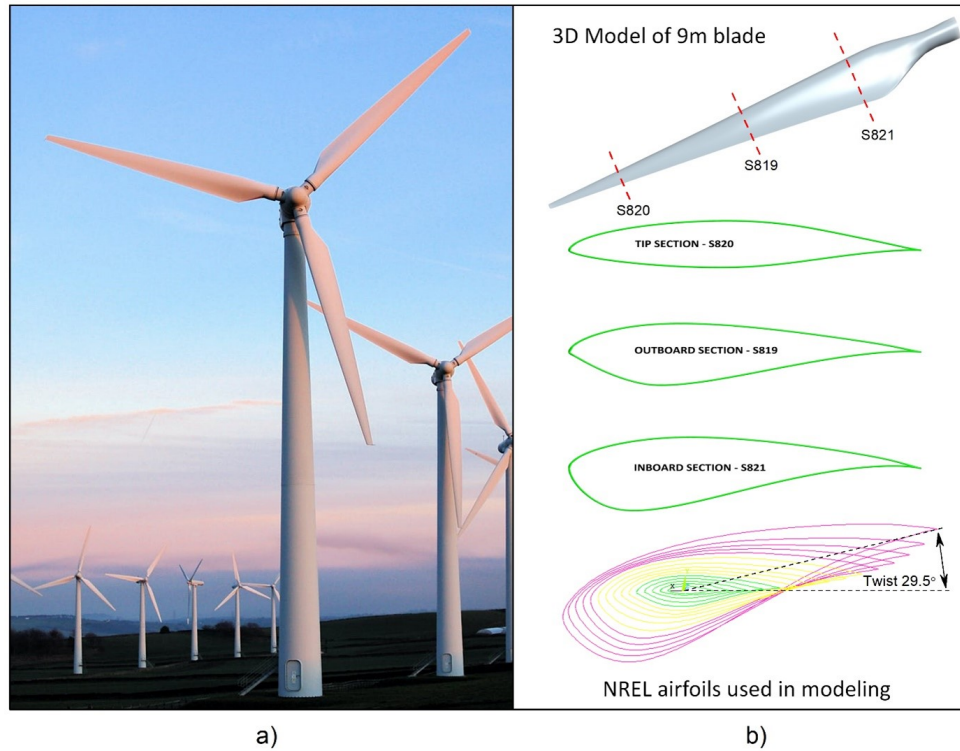 3D Model of 9m blade
S821
S819
S820
TIP SECTION - S820
OUTBOARD SECTION - S819
INBOARD SECTION - S821
x
Twist 29.5°
NREL airfoils used in modeling
a)
b)